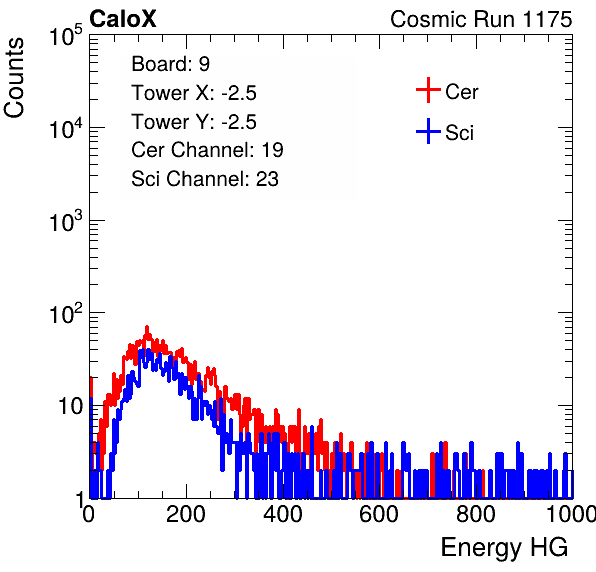 CaloX Cosmic Run 1175
Counts
10^5
10^4
10^3
10^2
10
1
Board: 9
Tower X: -2.5
Tower Y: -2.5
Cer Channel: 19
Sci Channel: 23
Cer
Sci
0 200 400 600 800 1000
Energy HG